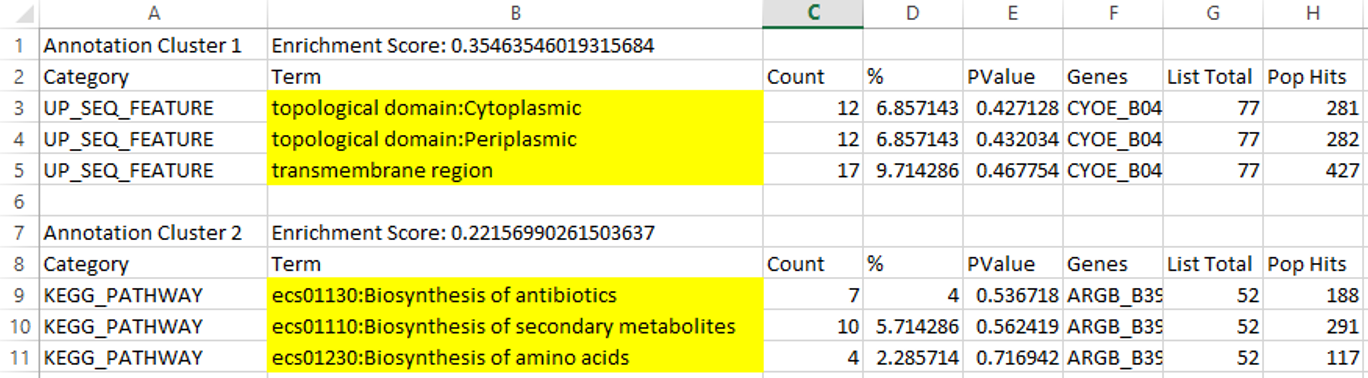 A B C D E F G H
1 Annotation Cluster 1 Enrichment Score: 0.35463546019315684
2 Category Term Count % PValue Genes List Total Pop Hits
3 UP_SEQ_FEATURE topological domain:Cytoplasmic 12 6.857143 0.427128 CYOE_B04 77 281
4 UP_SEQ_FEATURE topological domain:Periplasmic 12 6.857143 0.432034 CYOE_B04 77 282
5 UP_SEQ_FEATURE transmembrane region 17 9.714286 0.467754 CYOE_B04 77 427
6
7 Annotation Cluster 2 Enrichment Score: 0.22156990261503637
8 Category Term Count % PValue Genes List Total Pop Hits
9 KEGG_PATHWAY ecs01130:Biosynthesis of antibiotics 7 4 0.536718 ARGB_B39 52 188
10 KEGG_PATHWAY ecs01110:Biosynthesis of secondary metabolites 10 5.714286 0.562419 ARGB_B39 52 291
11 KEGG_PATHWAY ecs01230:Biosynthesis of amino acids 4 2.285714 0.716942 ARGB_B39 52 117